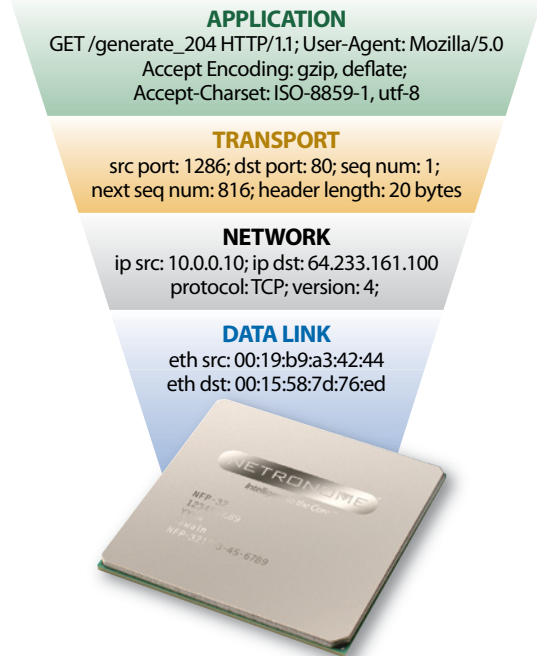 APPLICATION
GET /generate_204 HTTP/1.1; User-Agent: Mozilla/5.0
Accept Encoding: gzip, deflate;
Accept-Charset: ISO-8859-1, utf-8
TRANSPORT
src port: 1286; dst port: 80; seq num: 1;
next seq num: 816; header length: 20 bytes
NETWORK
ip src: 10.0.0.10; ip dst: 64.233.161.100
protocol: TCP; version: 4;
DATA LINK
eth src: 00:19:b9:a3:42:44
eth dst: 00:15:58:7d:76:ed
NETRONOME
to the
NFP-32